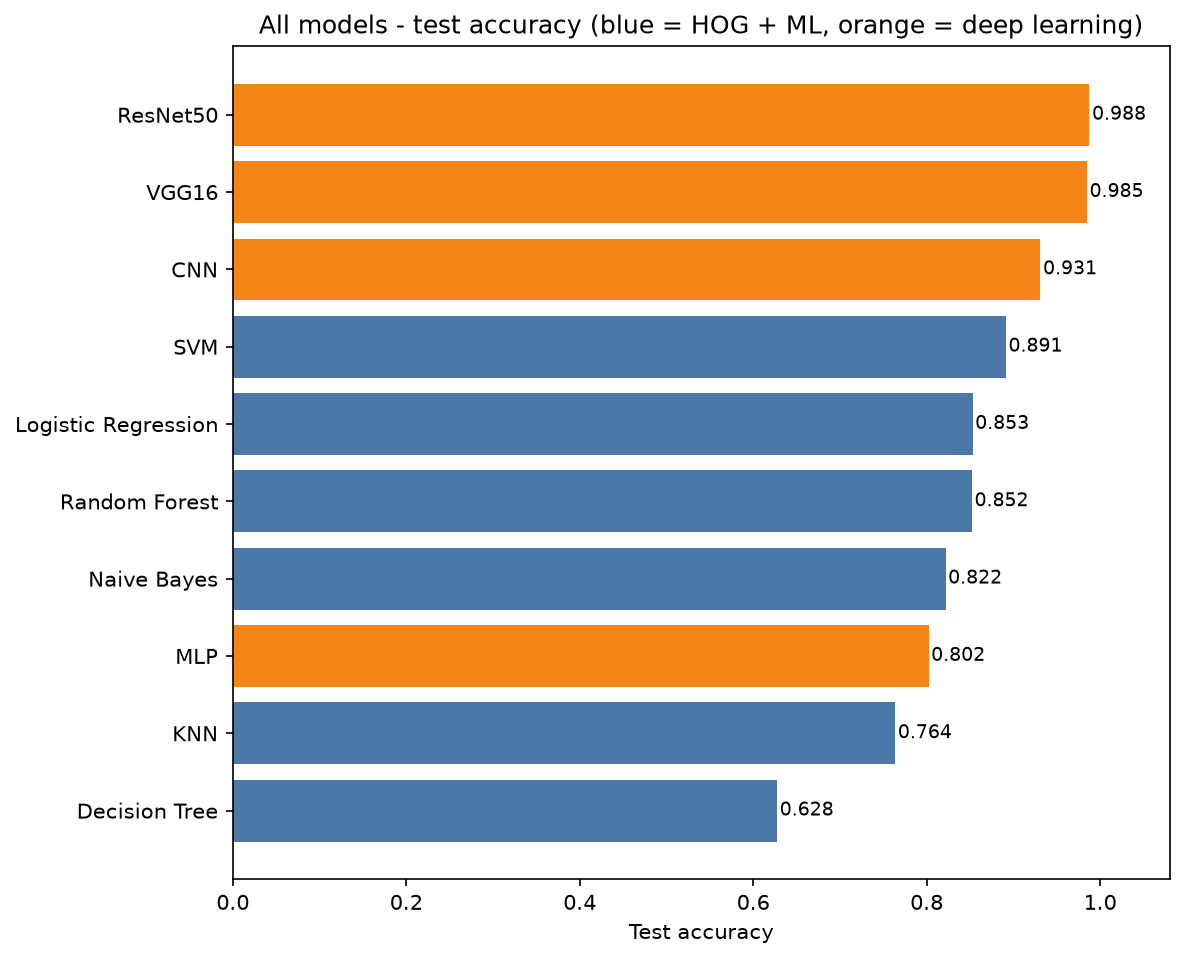 All models - test accuracy (blue = HOG + ML, orange = deep learning)
ResNet50 0.988
VGG16 0.985
CNN 0.931
SVM 0.891
Logistic Regression 0.853
Random Forest 0.852
Naive Bayes 0.822
MLP 0.802
KNN 0.764
Decision Tree 0.628
0.0 0.2 0.4 0.6 0.8 1.0
Test accuracy